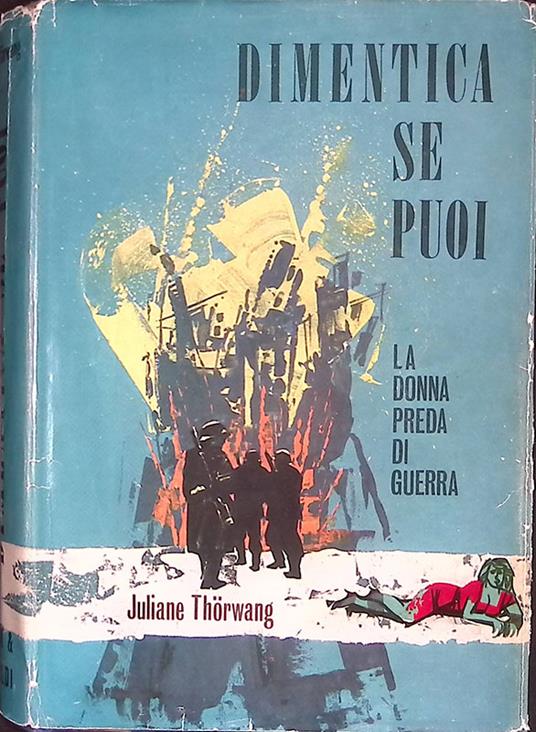 DIMENTICA
SE
PUOI
LA
DONNA
PREDA
DI
GUERRA
Juliane Thörwang
&